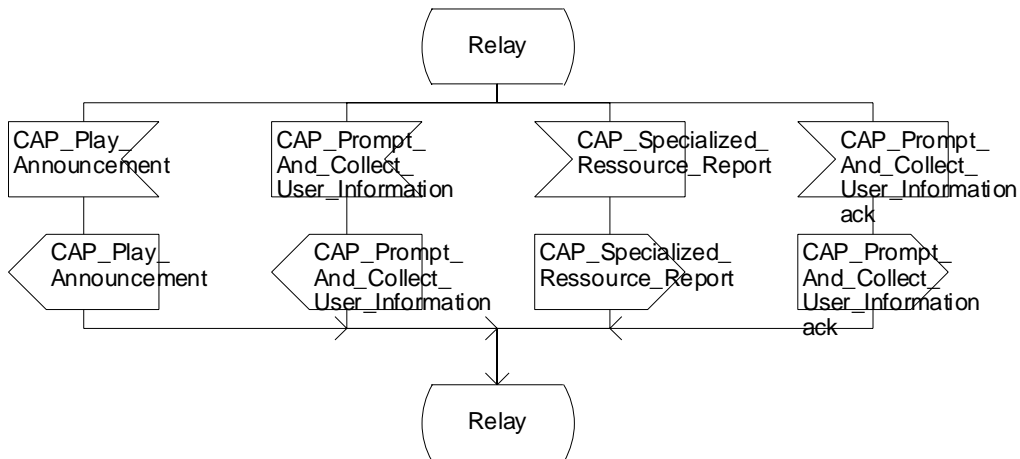 Relay
CAP_Play_
Announcement
CAP_Prompt_
And_Collect_
User_Information
CAP_Specialized_
Ressource_Report
CAP_Prompt_
And_Collect_
User_Information
ack
CAP_Play_
Announcement
CAP_Prompt_
And_Collect_
User_Information
CAP_Specialized_
Ressource_Report
CAP_Prompt_
And_Collect_
User_Information
ack
Relay